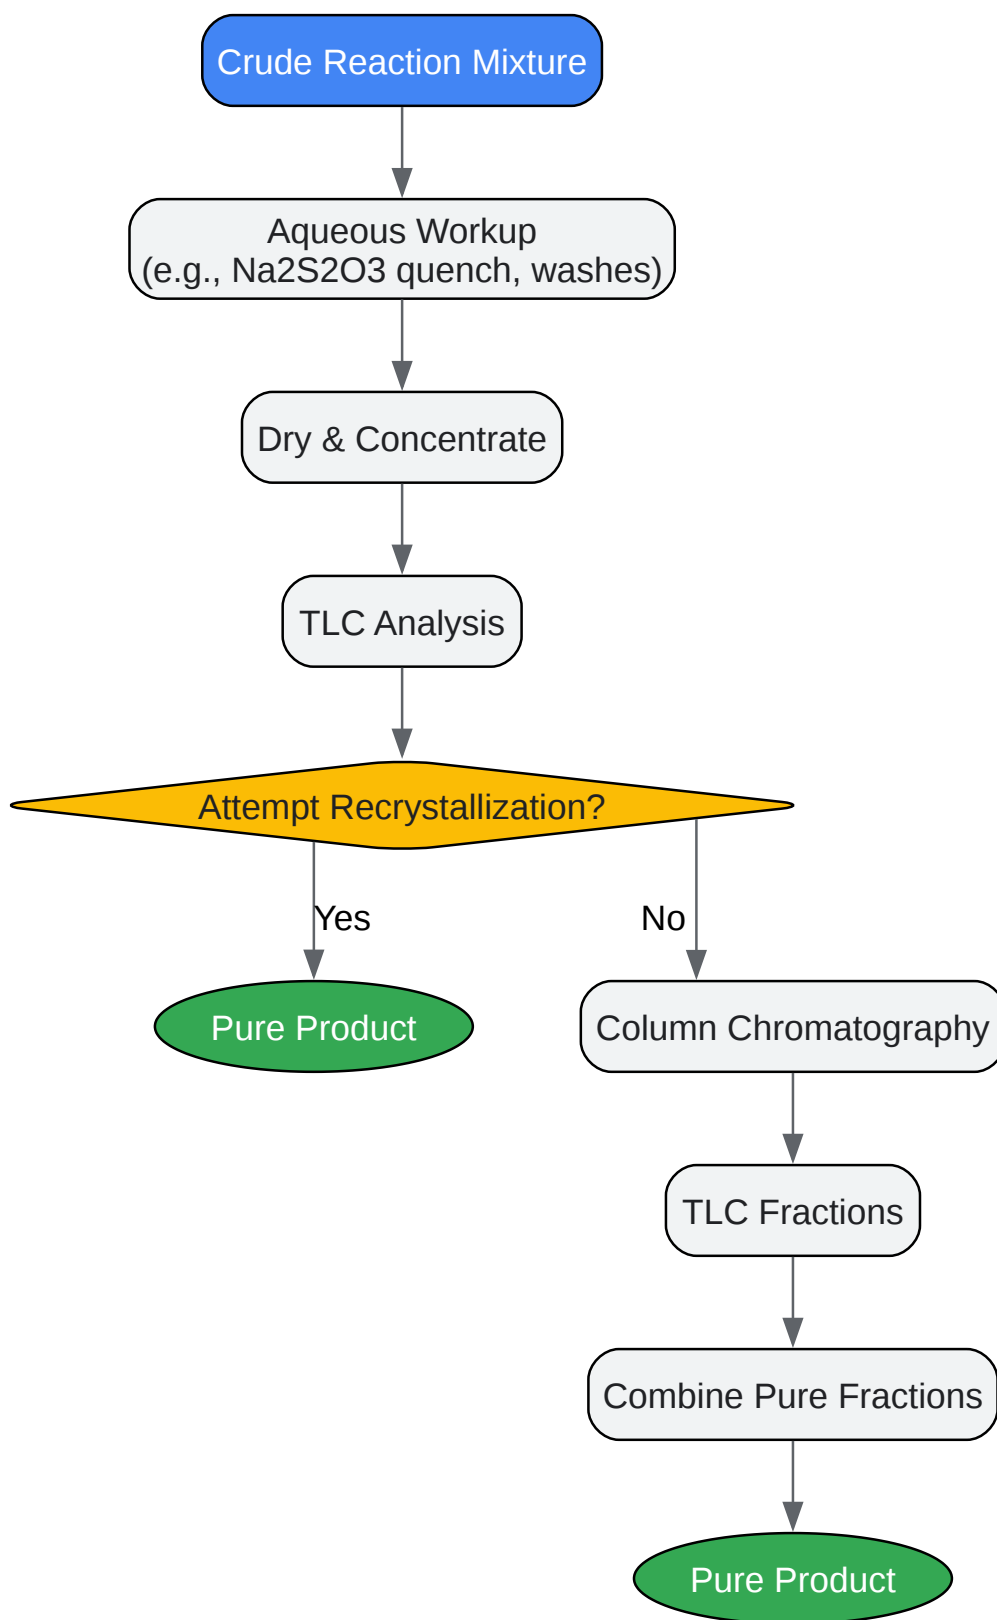 Crude Reaction Mixture
Aqueous Workup
(e.g., Na2S2O3 quench, washes)
Dry & Concentrate
TLC Analysis
Attempt Recrystallization?
Yes
No
Pure Product
Column Chromatography
TLC Fractions
Combine Pure Fractions
Pure Product